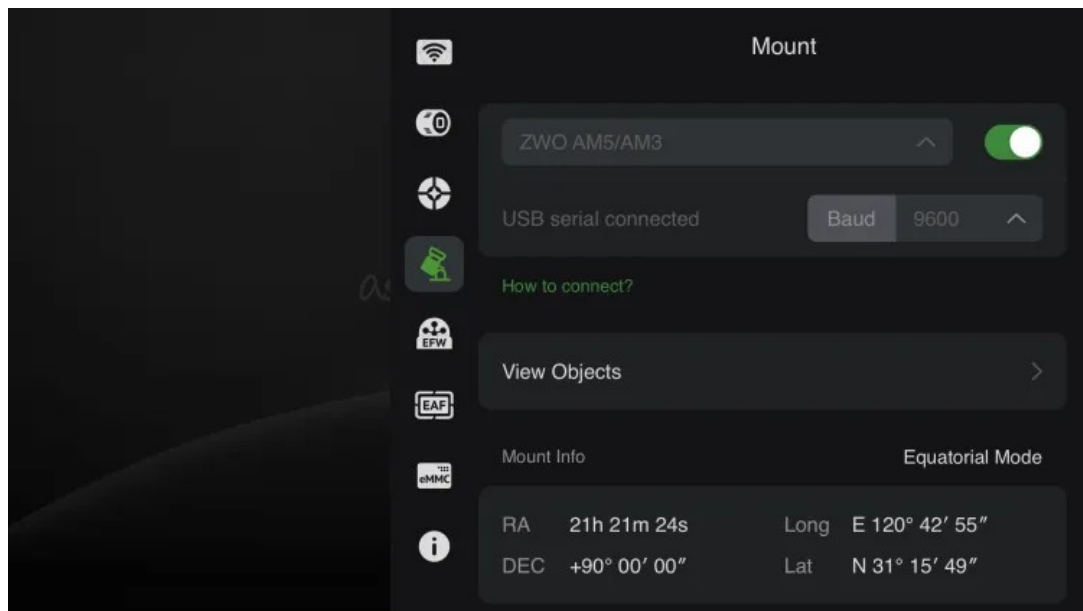 Mount
ZWO AM5/AM3
USB serial connected
Baud 9600
How to connect?
EFW
View Objects
EAF
Mount Info
Equatorial Mode
eMMC
RA 21h 21m 24s Long E 120° 42′ 55″
DEC +90° 00′ 00″ Lat N 31° 15′ 49″